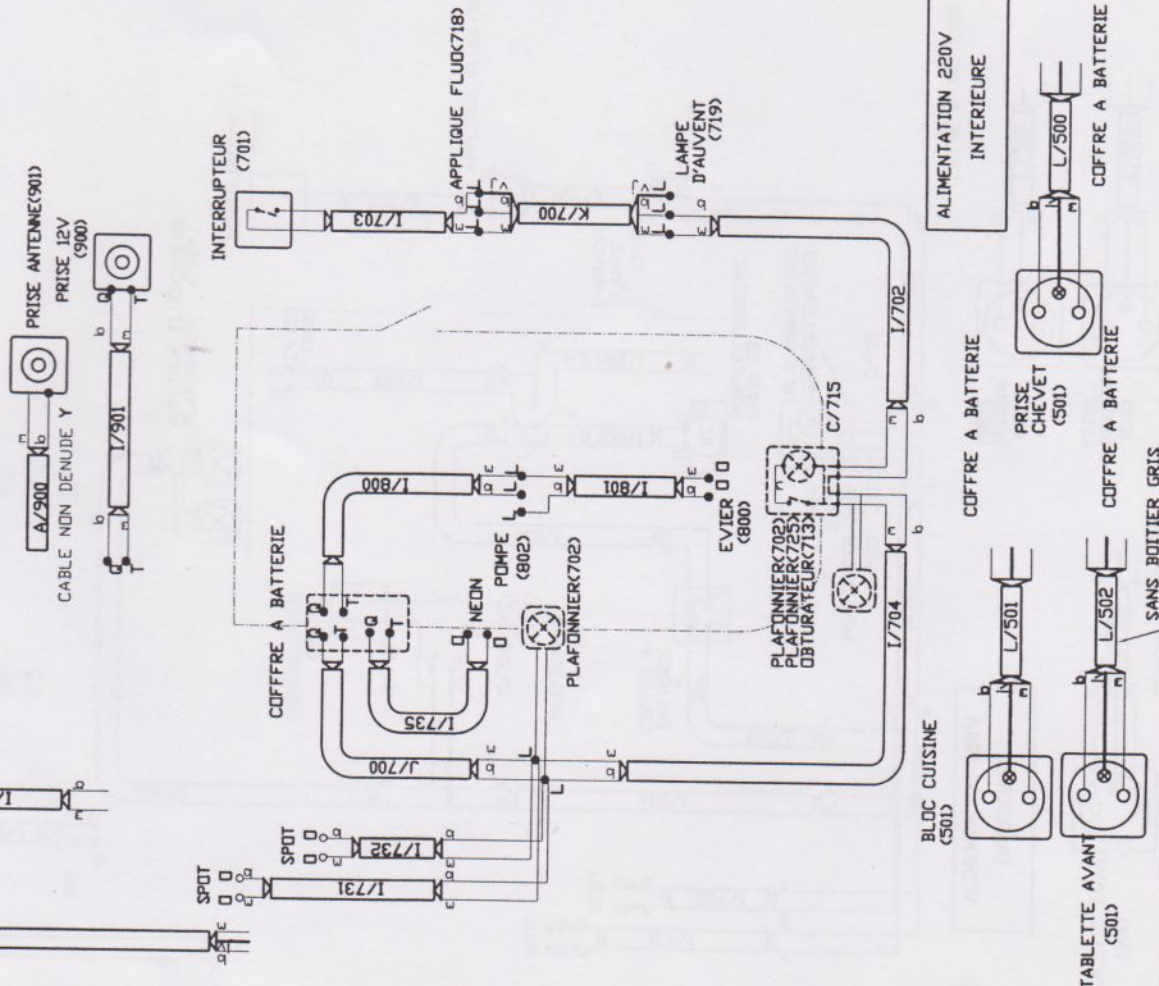 PRISE ANTENNE(901)
PRISE 12V
(900)
A/900
m
b
CABLE NON DENUDE Y
I/901
b
m
b
m
Q
T
Q
T
INTERRUPTEUR
(701)
I/703
APPLIQUE FLUO(718)
b
m
L
L
L
b
m
J
V
K/700
LAMPE
D'AUVENT
(719)
L
L
L
b
m
J
V
I/702
m
b
ALIMENTATION 220V
INTERIEURE
COFFFRE A BATTERIE
Q
T
Q
T
Q
T
I/800
b
m
L
L
L
POMPE
(802)
b
m
I/801
b
m
EVIER
(800)
I/735
NEON
PLAFONNIER(702)
J/700
b
m
L
L
b
m
SPOT
SPOT
I/732
I/731
b
m
b
m
b
m
b
m
PLAFONNIER(702)
PLAFONNIER(725)
OBTURATEUR(713)
C/715
I/704
m
b
COFFRE A BATTERIE
COFFRE A BATTERIE
COFFRE A BATTERIE
PRISE
CHEVET
(501)
b
m
L/500
BLOC CUISINE
(501)
b
m
L/501
TABLETTE AVANT
(501)
b
m
L/502
SANS BOITIER GRIS